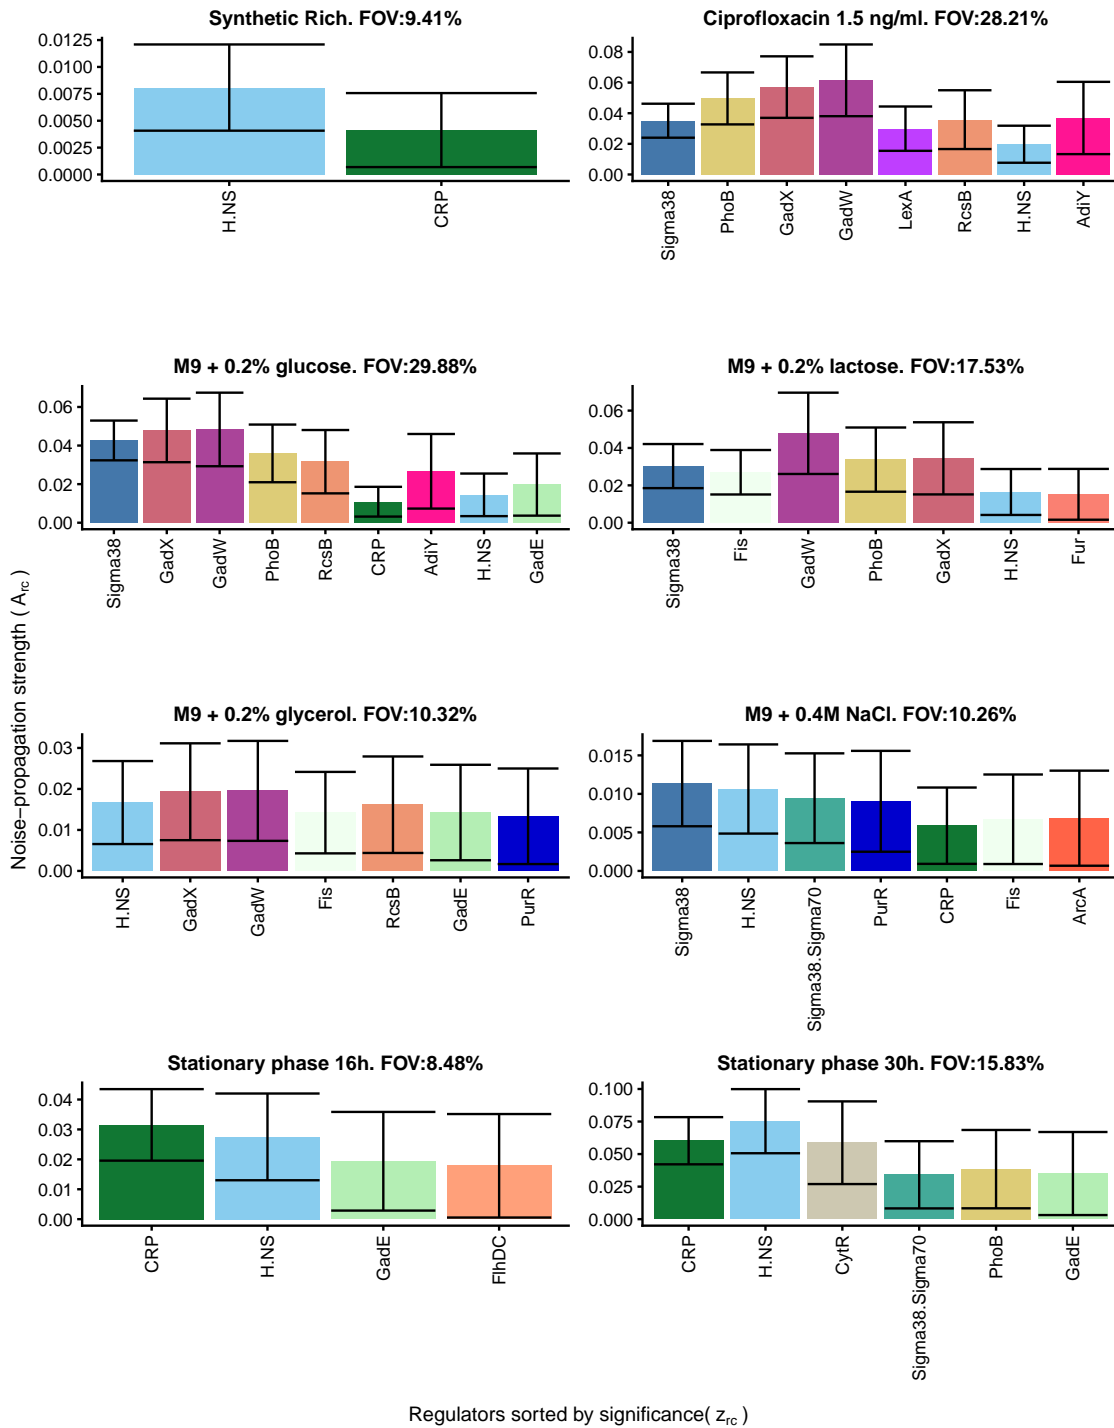 Synthetic Rich. FOV:9.41%
0.0125
0.0100
0.0075
0.0050
0.0025
0.0000
H.NS
CRP
Ciprofloxacin 1.5 ng/ml. FOV:28.21%
0.08
0.06
0.04
0.02
0.00
Sigma38
PhoB
GadX
GadW
LexA
RcsB
H.NS
AdiY
M9 + 0.2% glucose. FOV:29.88%
0.06
0.04
0.02
0.00
Sigma38
GadX
GadW
PhoB
RcsB
CRP
AdiY
H.NS
GadE
M9 + 0.2% lactose. FOV:17.53%
0.06
0.04
0.02
0.00
Sigma38
Fis
GadW
PhoB
GadX
H.NS
Fur
Noise−propagation strength ( A_rc )
M9 + 0.2% glycerol. FOV:10.32%
0.03
0.02
0.01
0.00
H.NS
GadX
GadW
Fis
RcsB
GadE
PurR
M9 + 0.4M NaCl. FOV:10.26%
0.015
0.010
0.005
0.000
Sigma38
H.NS
Sigma38.Sigma70
PurR
CRP
Fis
ArcA
Stationary phase 16h. FOV:8.48%
0.04
0.03
0.02
0.01
0.00
CRP
H.NS
GadE
FlhDC
Stationary phase 30h. FOV:15.83%
0.100
0.075
0.050
0.025
0.000
CRP
H.NS
CytR
Sigma38.Sigma70
PhoB
GadE
Regulators sorted by significance( z_rc )